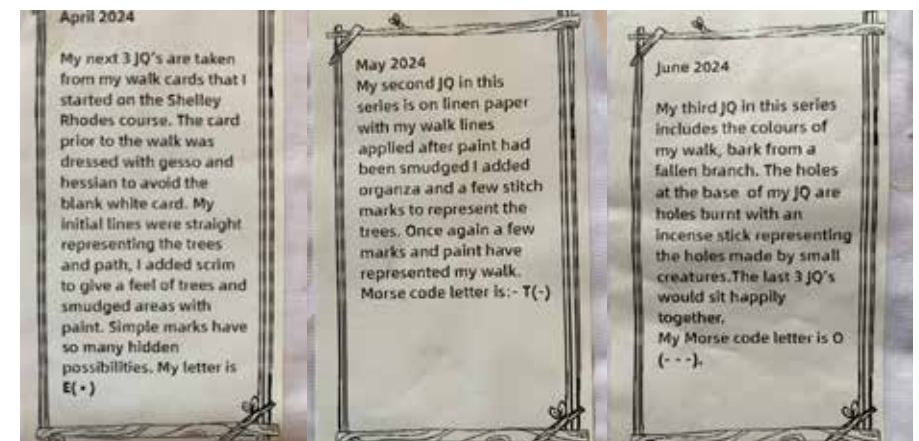 April 2024
My next 3 JQ's are taken
from my walk cards that I
started on the Shelley
Rhodes course. The card
prior to the walk was
dressed with gesso and
hessian to avoid the
blank white card. My
initial lines were straight
representing the trees
and path, I added scrim
to give a feel of trees and
smudged areas with
paint. Simple marks have
so many hidden
possibilities. My letter is
E( • )
May 2024
My second JQ in this
series is on linen paper
with my walk lines
applied after paint had
been smudged I added
organza and a few stitch
marks to represent the
trees. Once again a few
marks and paint have
represented my walk.
Morse code letter is:- T(-)
June 2024
My third JQ in this series
includes the colours of
my walk, bark from a
fallen branch. The holes
at the base of my JQ are
holes burnt with an
incense stick representing
the holes made by small
creatures.The last 3 JQ's
would sit happily
together.
My Morse code letter is O
(- - -).